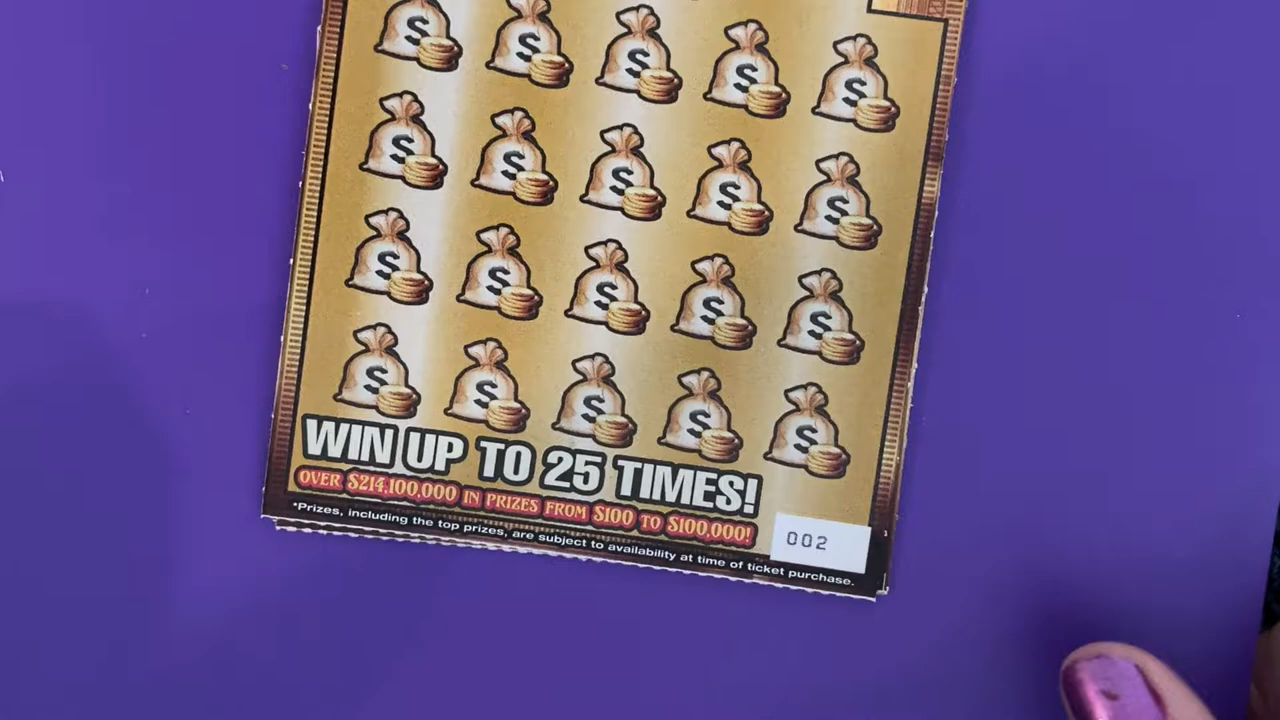 WIN UP TO 25 TIMES!
OVER $214,100,000 IN PRIZES FROM $100 TO $100,000!
*Prizes, including the top prizes, are subject to availability at time of ticket purchase.
002